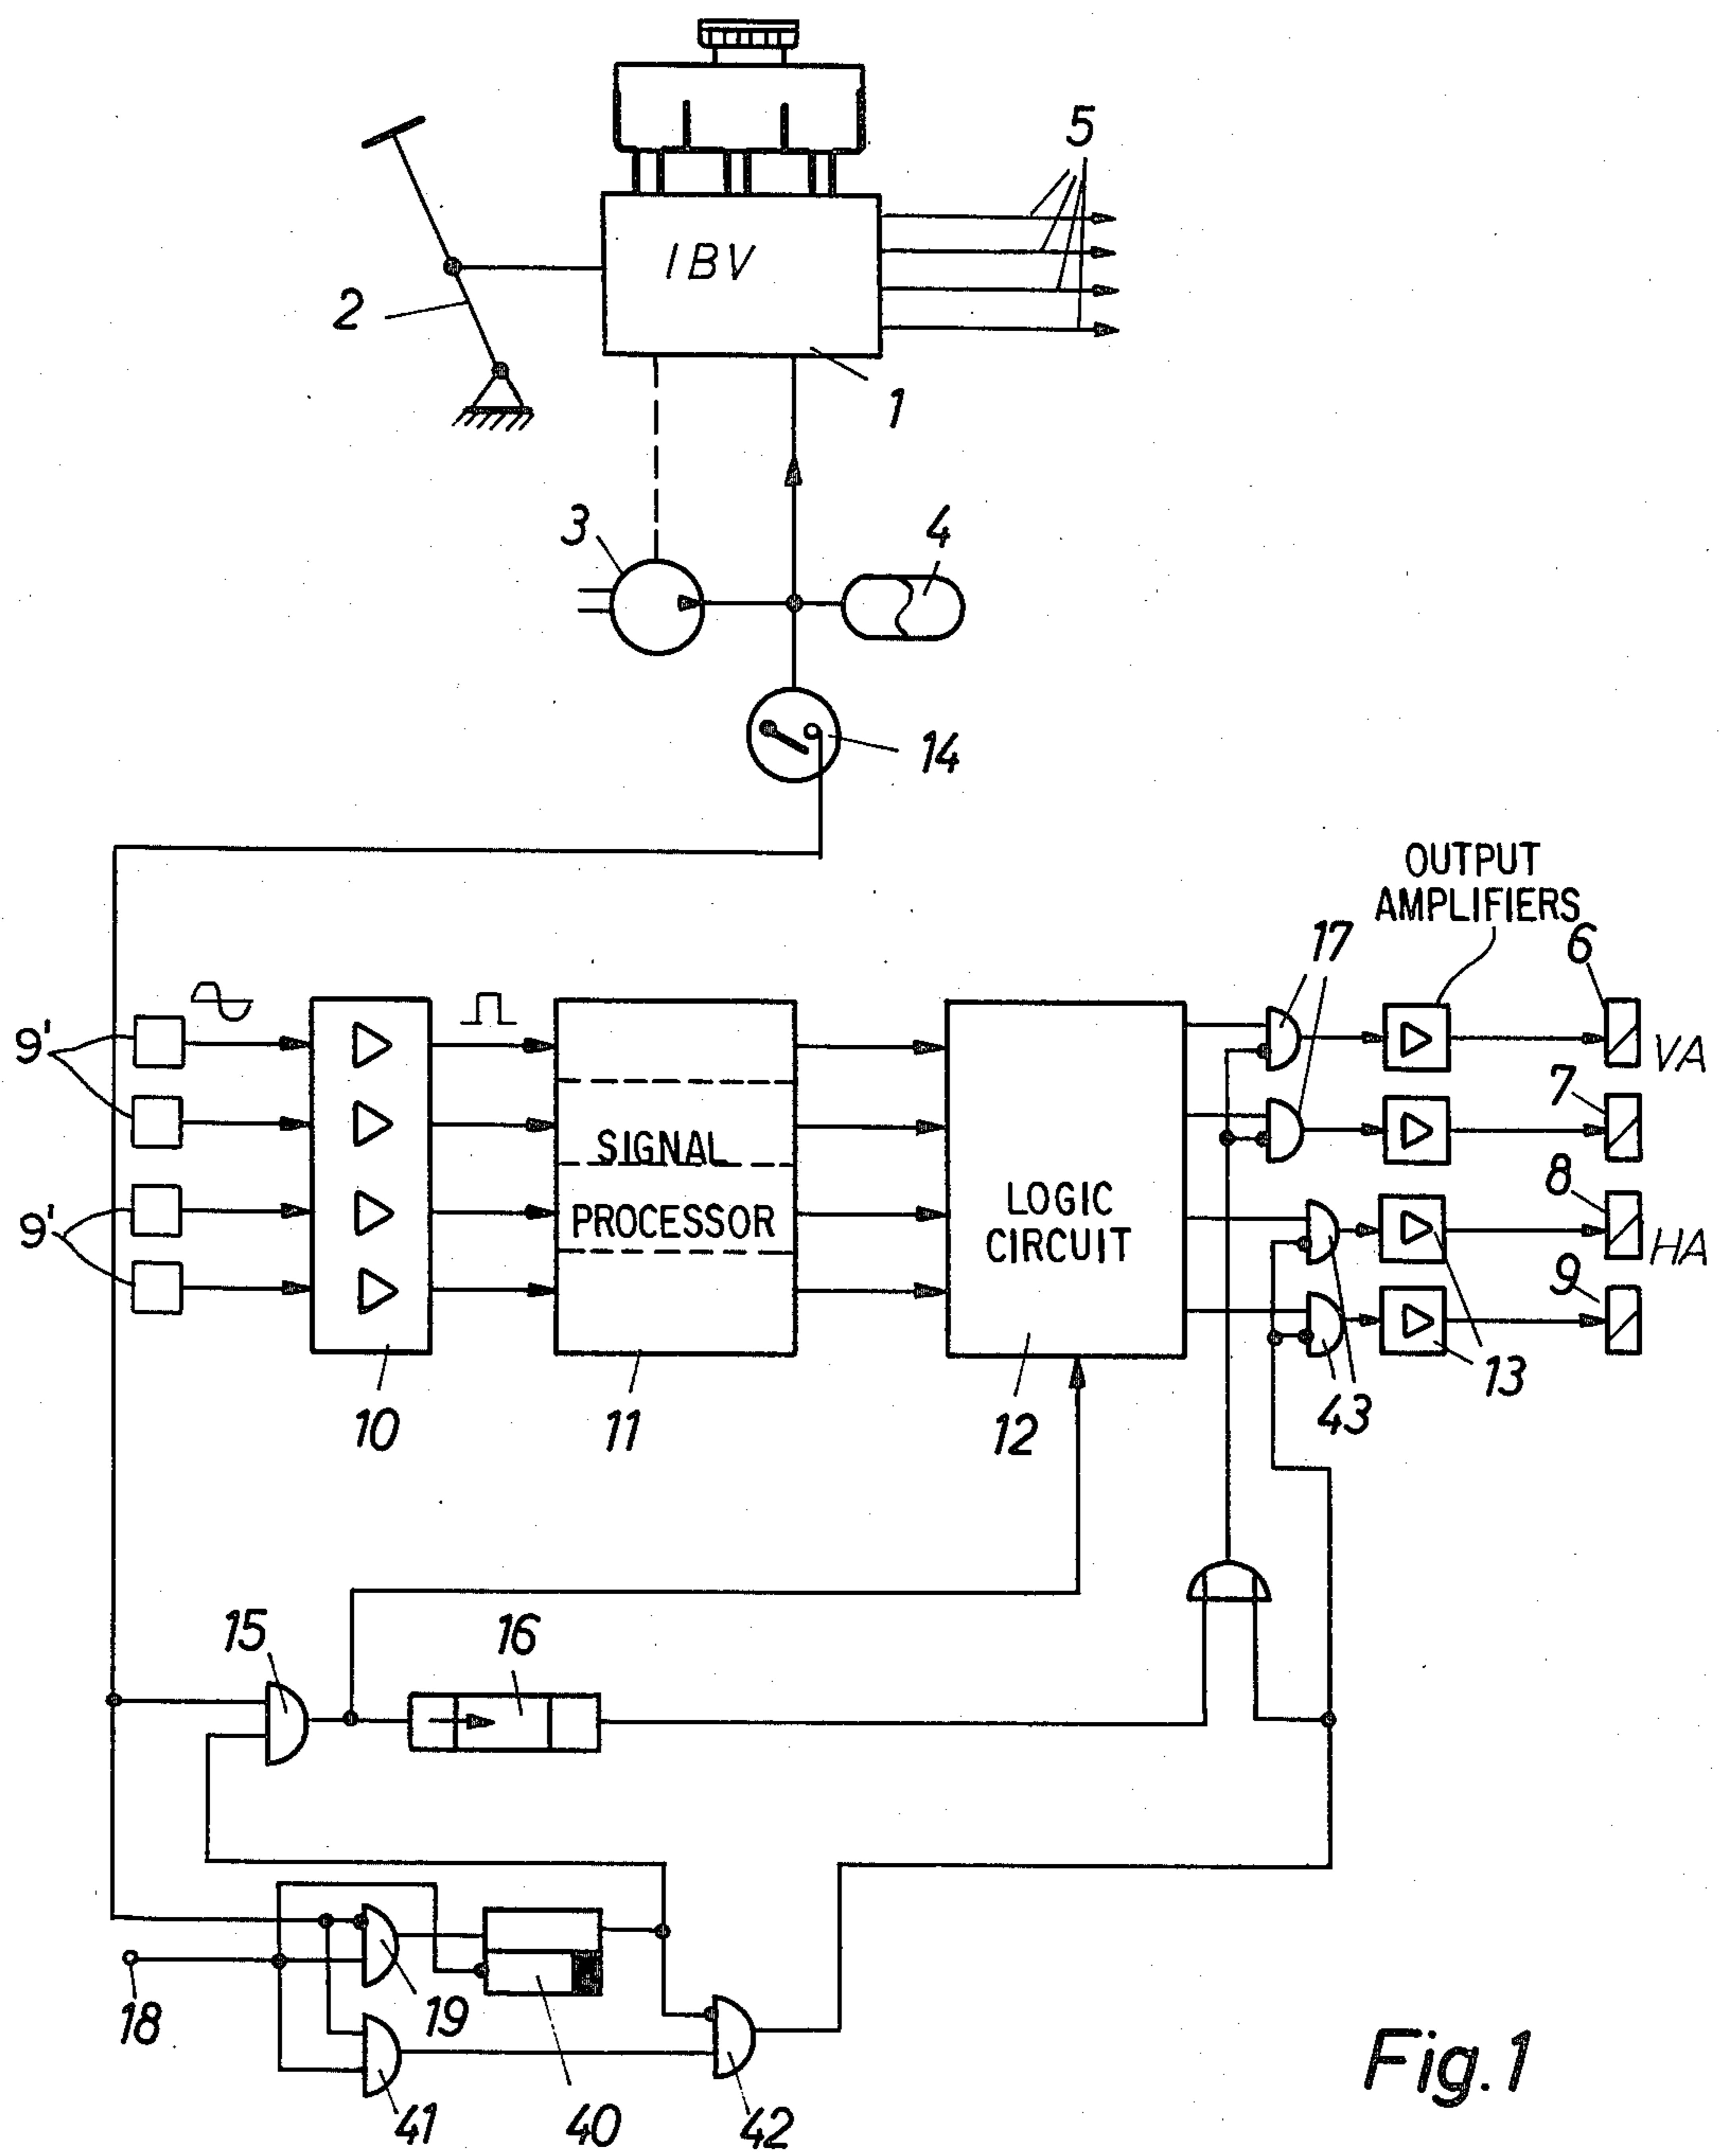 5
IBV
2
1
3
4
14
OUTPUT
AMPLIFIERS
17
6
9'
VA
7
SIGNAL
8
LOGIC
PROCESSOR
9'
CIRCUIT
HA
9
10
11
12
43
13
15
16
18
19
41
40
42
Fig.1